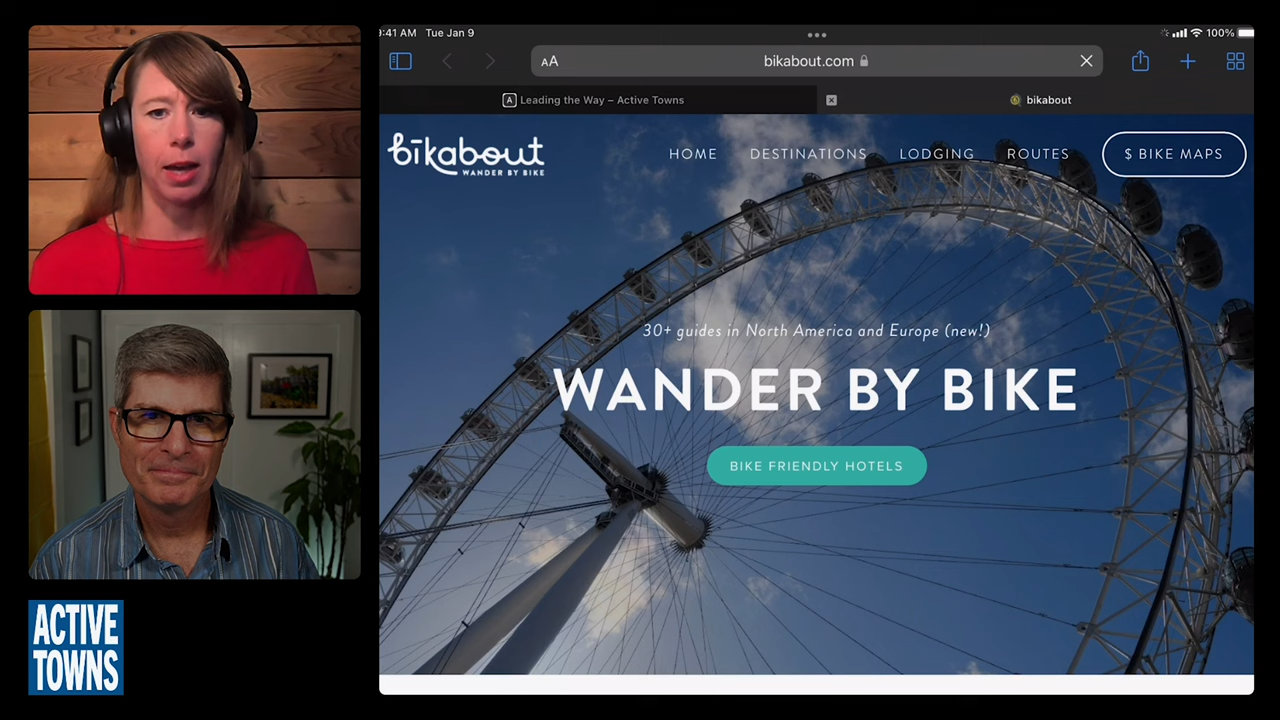 :41 AM Tue Jan 9
100%
AA
bikabout.com
A Leading the Way – Active Towns
bikabout
bikabout
WANDER BY BIKE
HOME DESTINATIONS LODGING ROUTES $ BIKE MAPS
30+ guides in North America and Europe (new!)
WANDER BY BIKE
BIKE FRIENDLY HOTELS
ACTIVE
TOWNS